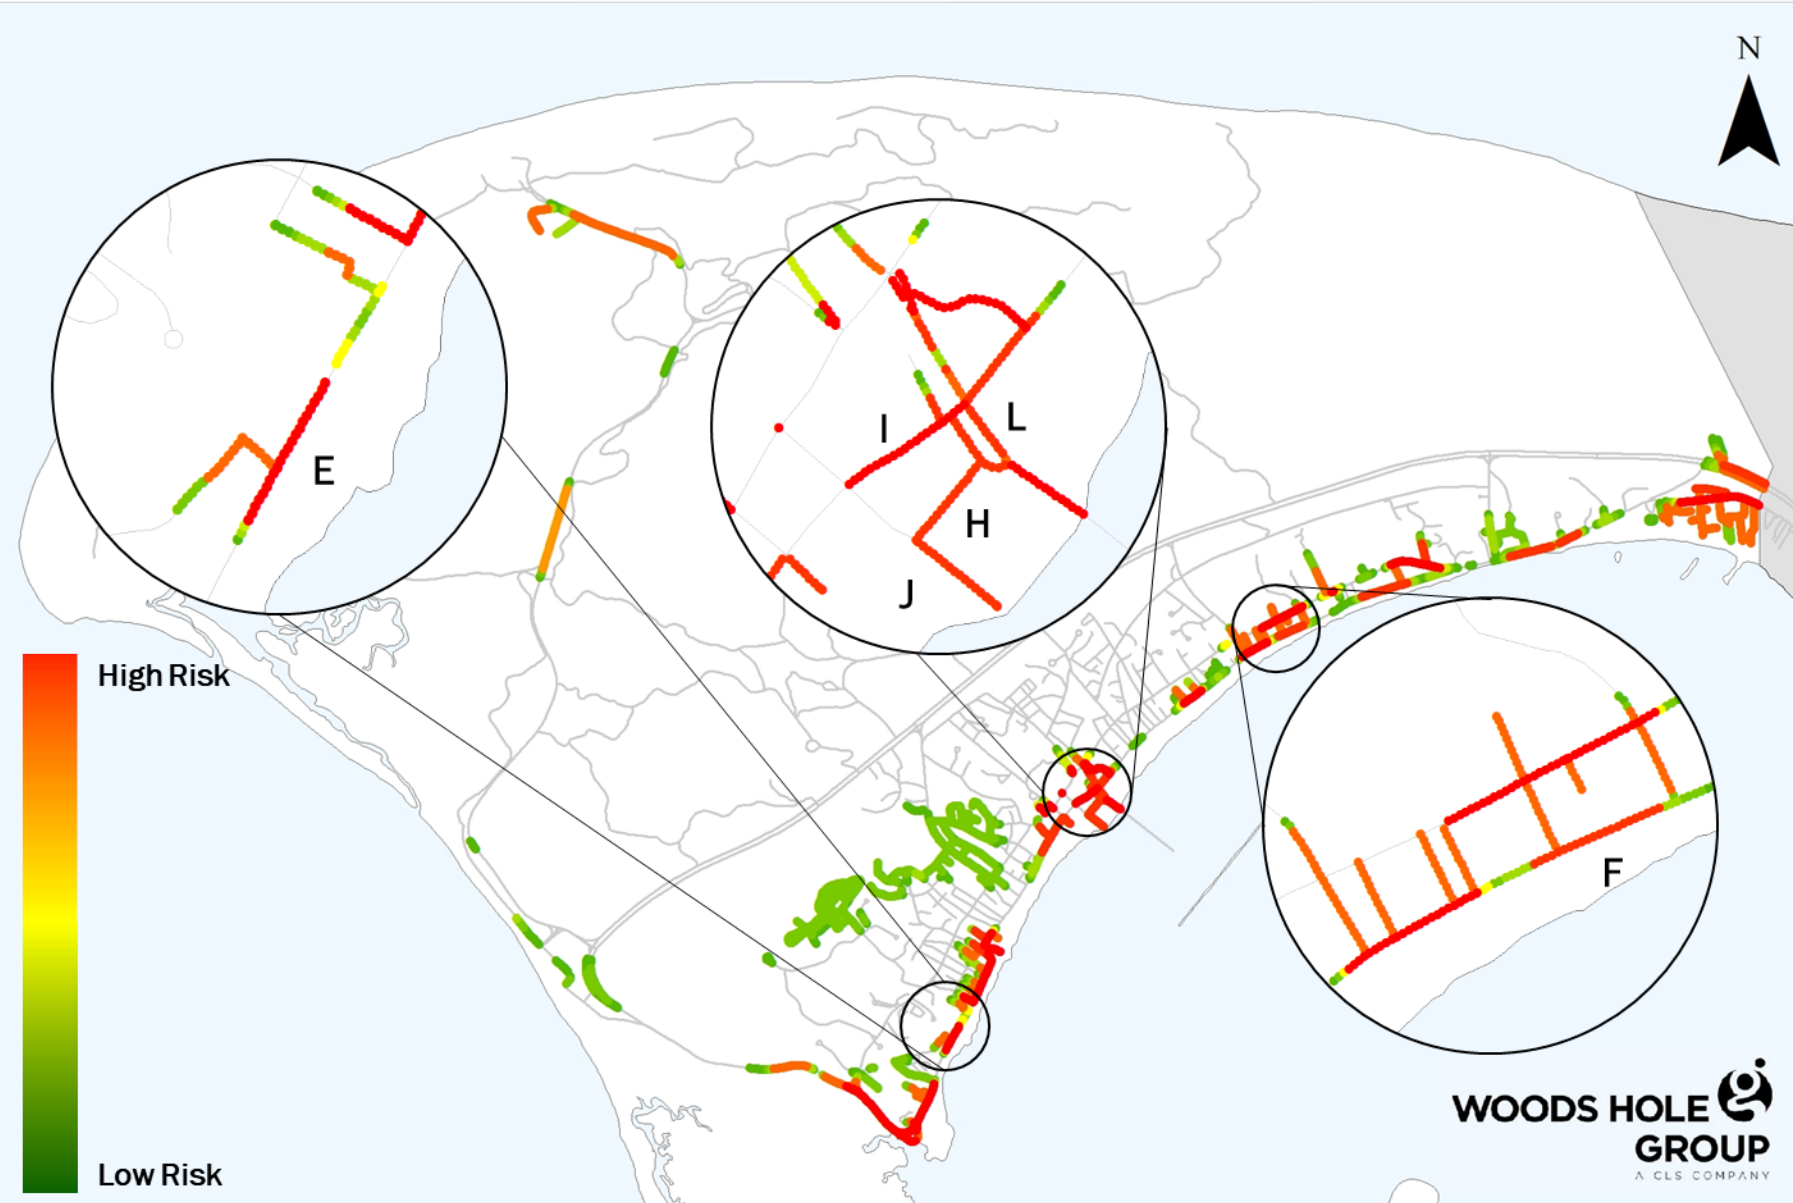 N
E
I
L
H
J
F
High Risk
Low Risk
WOODS HOLE
GROUP
A CLS COMPANY